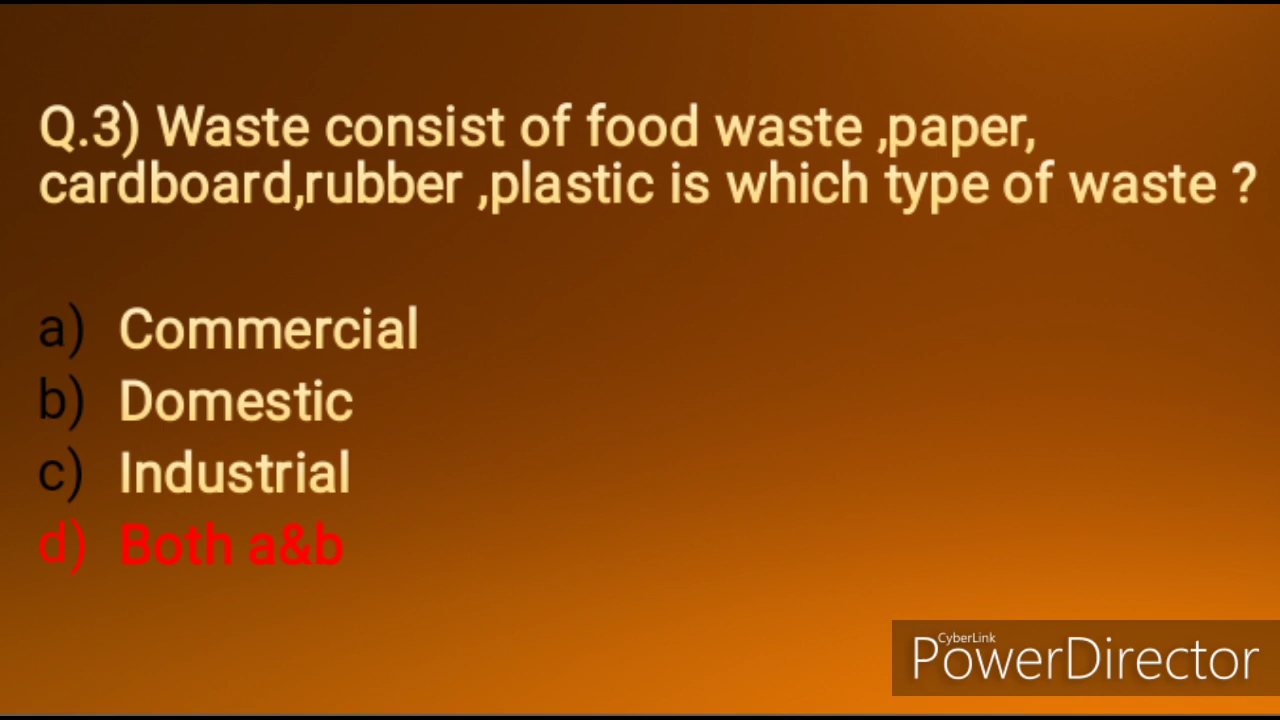 Q.3) Waste consist of food waste ,paper,
cardboard,rubber ,plastic is which type of waste ?
a) Commercial
b) Domestic
c) Industrial
d) Both a&b
CyberLink
PowerDirector